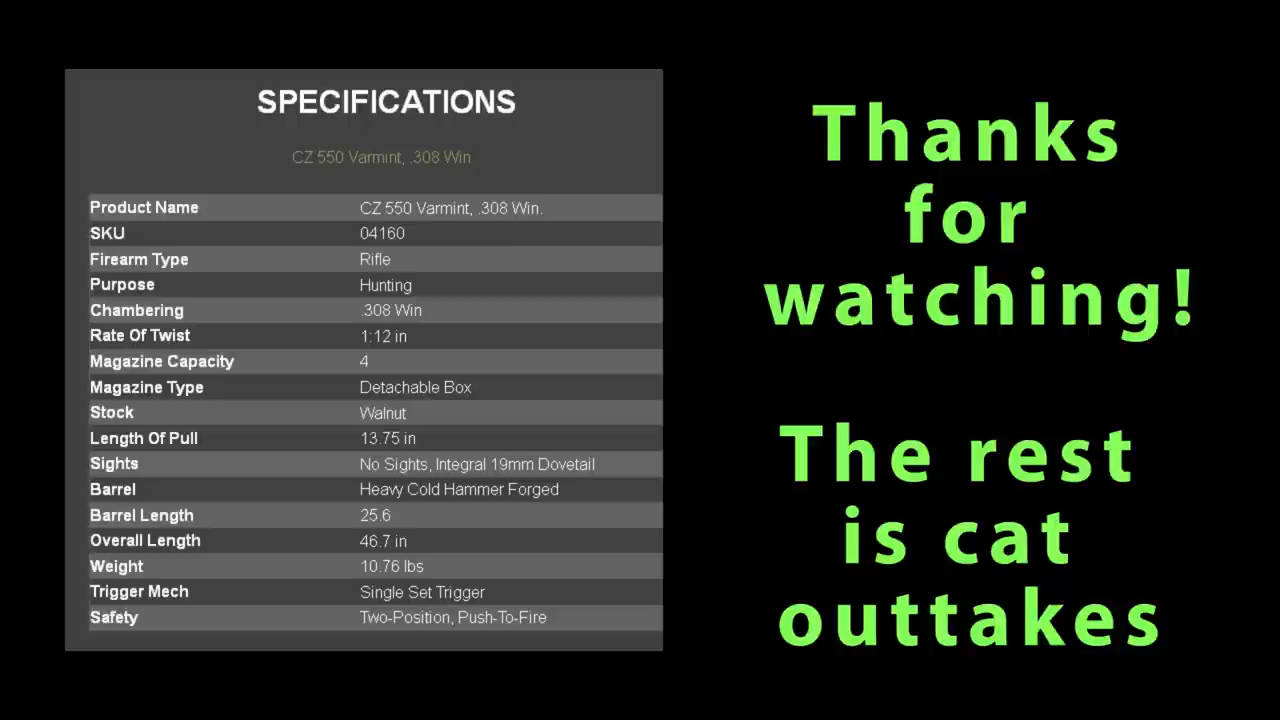 SPECIFICATIONS
CZ 550 Varmint, .308 Win
Product Name CZ 550 Varmint, .308 Win.
SKU 04160
Firearm Type Rifle
Purpose Hunting
Chambering .308 Win
Rate Of Twist 1:12 in
Magazine Capacity 4
Magazine Type Detachable Box
Stock Walnut
Length Of Pull 13.75 in
Sights No Sights, Integral 19mm Dovetail
Barrel Heavy Cold Hammer Forged
Barrel Length 25.6
Overall Length 46.7 in
Weight 10.76 lbs
Trigger Mech Single Set Trigger
Safety Two-Position, Push-To-Fire
Thanks
for
watching!
The rest
is cat
outtakes